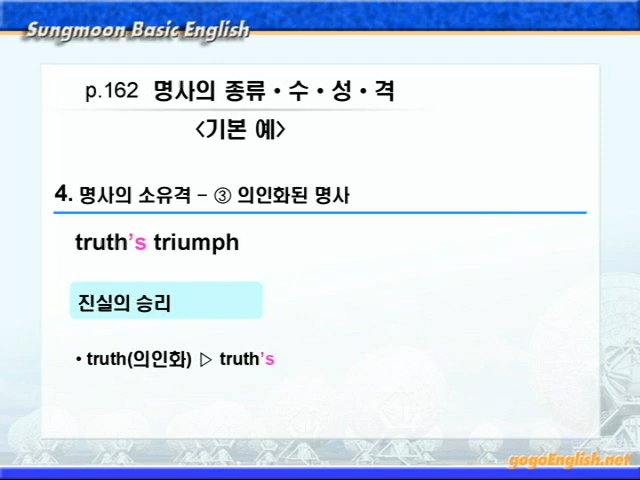 Sungmoon Basic English
p.162 명사의 종류 • 수 • 성 • 격
<기본 예>
4. 명사의 소유격 – ③ 의인화된 명사
truth's triumph
진실의 승리
• truth(의인화) ▷ truth's
gogoEnglish.net